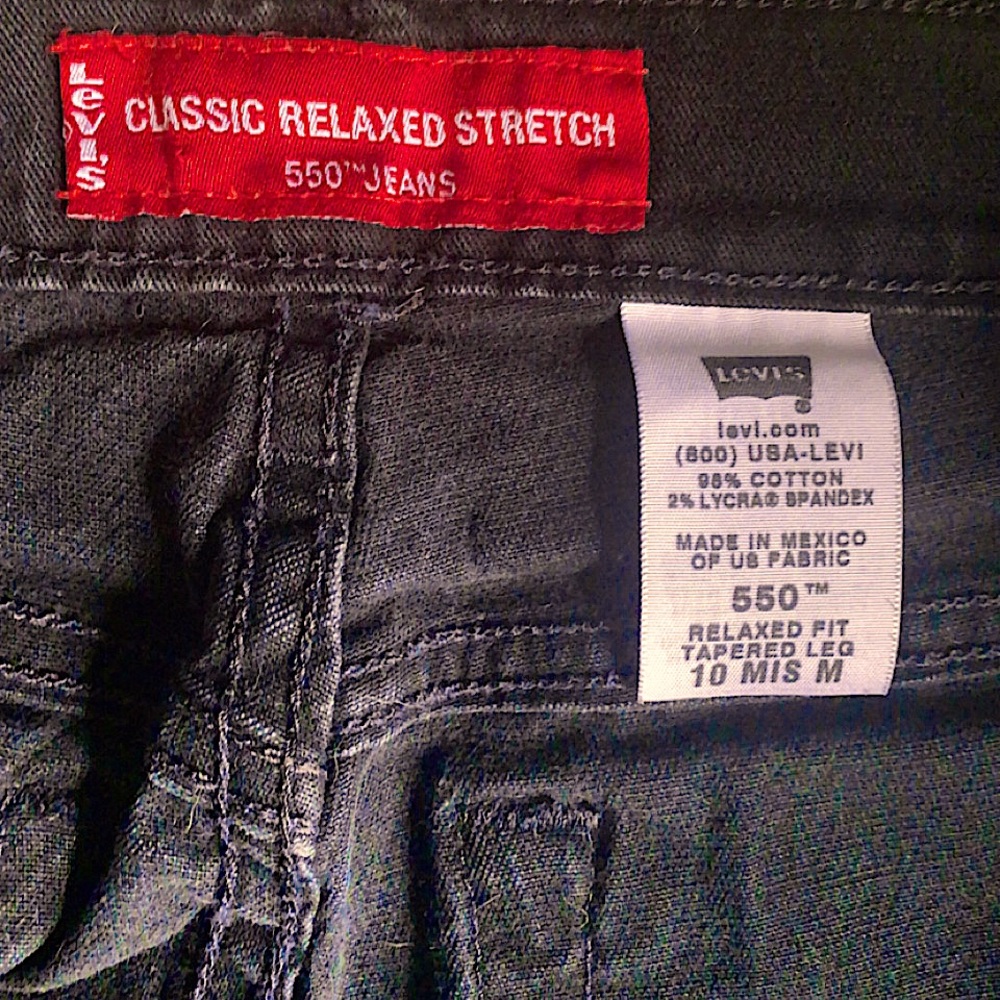 Levi's
CLASSIC RELAXED STRETCH
550™ JEANS
LEVI'S
®
levi.com
(800) USA-LEVI
98% COTTON
2% LYCRA® SPANDEX
MADE IN MEXICO
OF US FABRIC
550™
RELAXED FIT
TAPERED LEG
10 MIS M